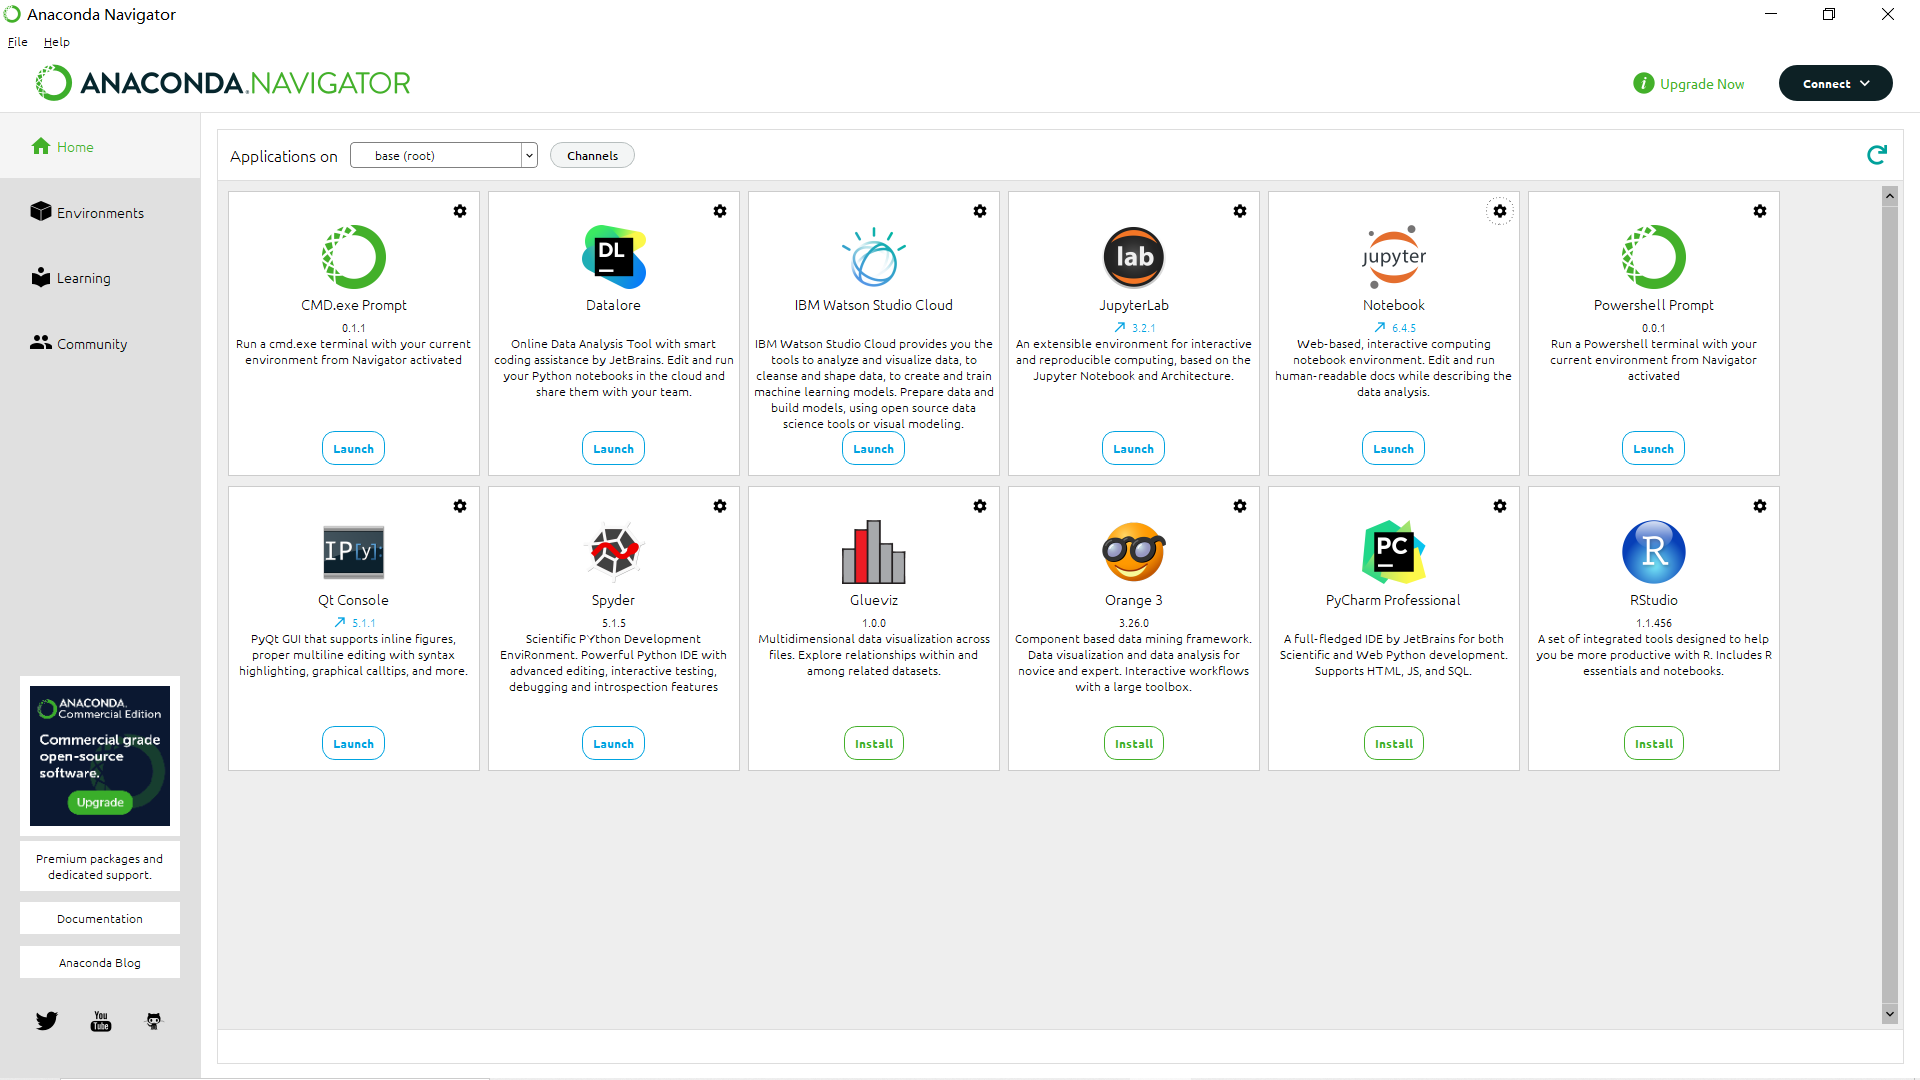 Anaconda Navigator
File Help
ANACONDA.NAVIGATOR
Upgrade Now
Connect
Home
Environments
Learning
Community
Applications on
base (root)
Channels
CMD.exe Prompt
0.1.1
Run a cmd.exe terminal with your current
environment from Navigator activated
Launch
DL
Datalore
Online Data Analysis Tool with smart
coding assistance by JetBrains. Edit and run
your Python notebooks in the cloud and
share them with your team.
Launch
IBM Watson Studio Cloud
IBM Watson Studio Cloud provides you the
tools to analyze and visualize data, to
cleanse and shape data, to create and train
machine learning models. Prepare data and
build models, using open source data
science tools or visual modeling.
Launch
lab
JupyterLab
3.2.1
An extensible environment for interactive
and reproducible computing, based on the
Jupyter Notebook and Architecture.
Launch
jupyter
Notebook
6.4.5
Web-based, interactive computing
notebook environment. Edit and run
human-readable docs while describing the
data analysis.
Launch
Powershell Prompt
0.0.1
Run a Powershell terminal with your
current environment from Navigator
activated
Launch
IP[y]:
Qt Console
5.1.1
PyQt GUI that supports inline figures,
proper multiline editing with syntax
highlighting, graphical calltips, and more.
Launch
Spyder
5.1.5
Scientific PYthon Development
EnviRonment. Powerful Python IDE with
advanced editing, interactive testing,
debugging and introspection features
Launch
Glueviz
1.0.0
Multidimensional data visualization across
files. Explore relationships within and
among related datasets.
Install
Orange 3
3.26.0
Component based data mining framework.
Data visualization and data analysis for
novice and expert. Interactive workflows
with a large toolbox.
Install
PC
PyCharm Professional
A full-fledged IDE by JetBrains for both
Scientific and Web Python development.
Supports HTML, JS, and SQL.
Install
R
RStudio
1.1.456
A set of integrated tools designed to help
you be more productive with R. Includes R
essentials and notebooks.
Install
ANACONDA.
Commercial Edition
Commercial grade
open-source
software.
Upgrade
Premium packages and
dedicated support.
Documentation
Anaconda Blog
You
Tube